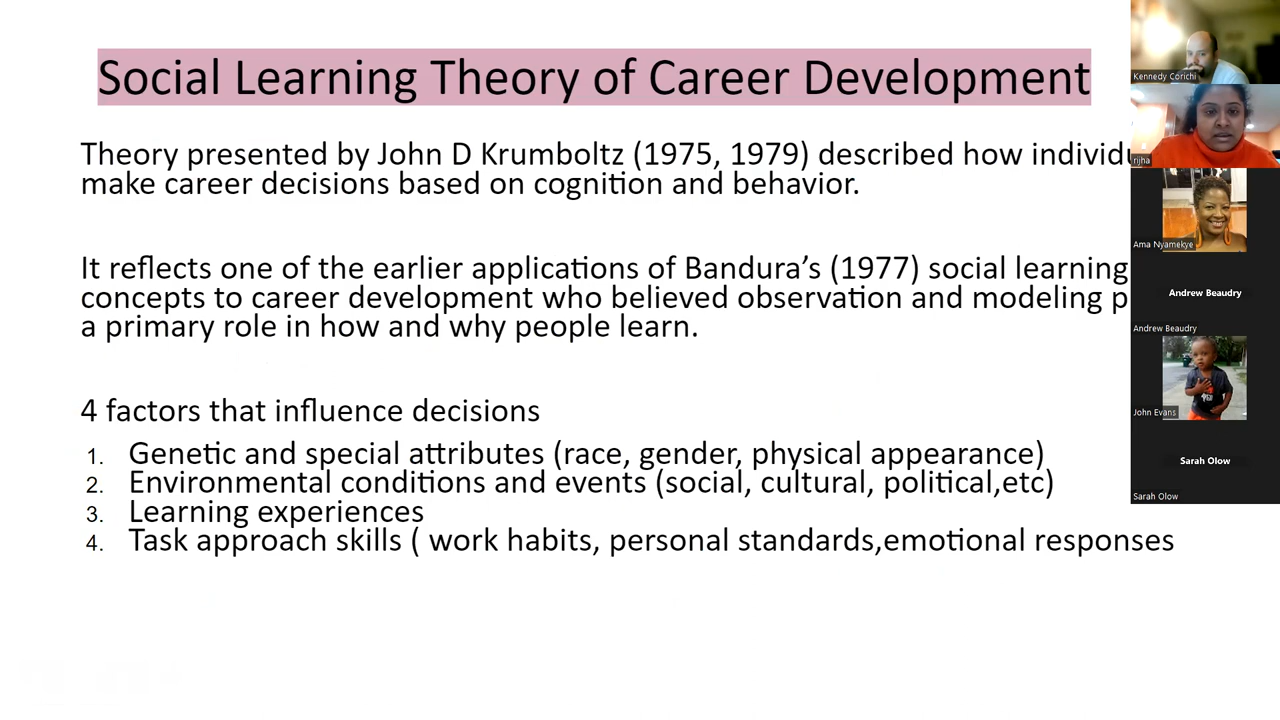 Social Learning Theory of Career Development
Theory presented by John D Krumboltz (1975, 1979) described how individu
make career decisions based on cognition and behavior.
It reflects one of the earlier applications of Bandura's (1977) social learning
concepts to career development who believed observation and modeling p
a primary role in how and why people learn.
4 factors that influence decisions
1. Genetic and special attributes (race, gender, physical appearance)
2. Environmental conditions and events (social, cultural, political,etc)
3. Learning experiences
4. Task approach skills ( work habits, personal standards,emotional responses
Kennedy Corichi
rijha
Ama Nyamekye
Andrew Beaudry
Andrew Beaudry
John Evans
Sarah Olow
Sarah Olow